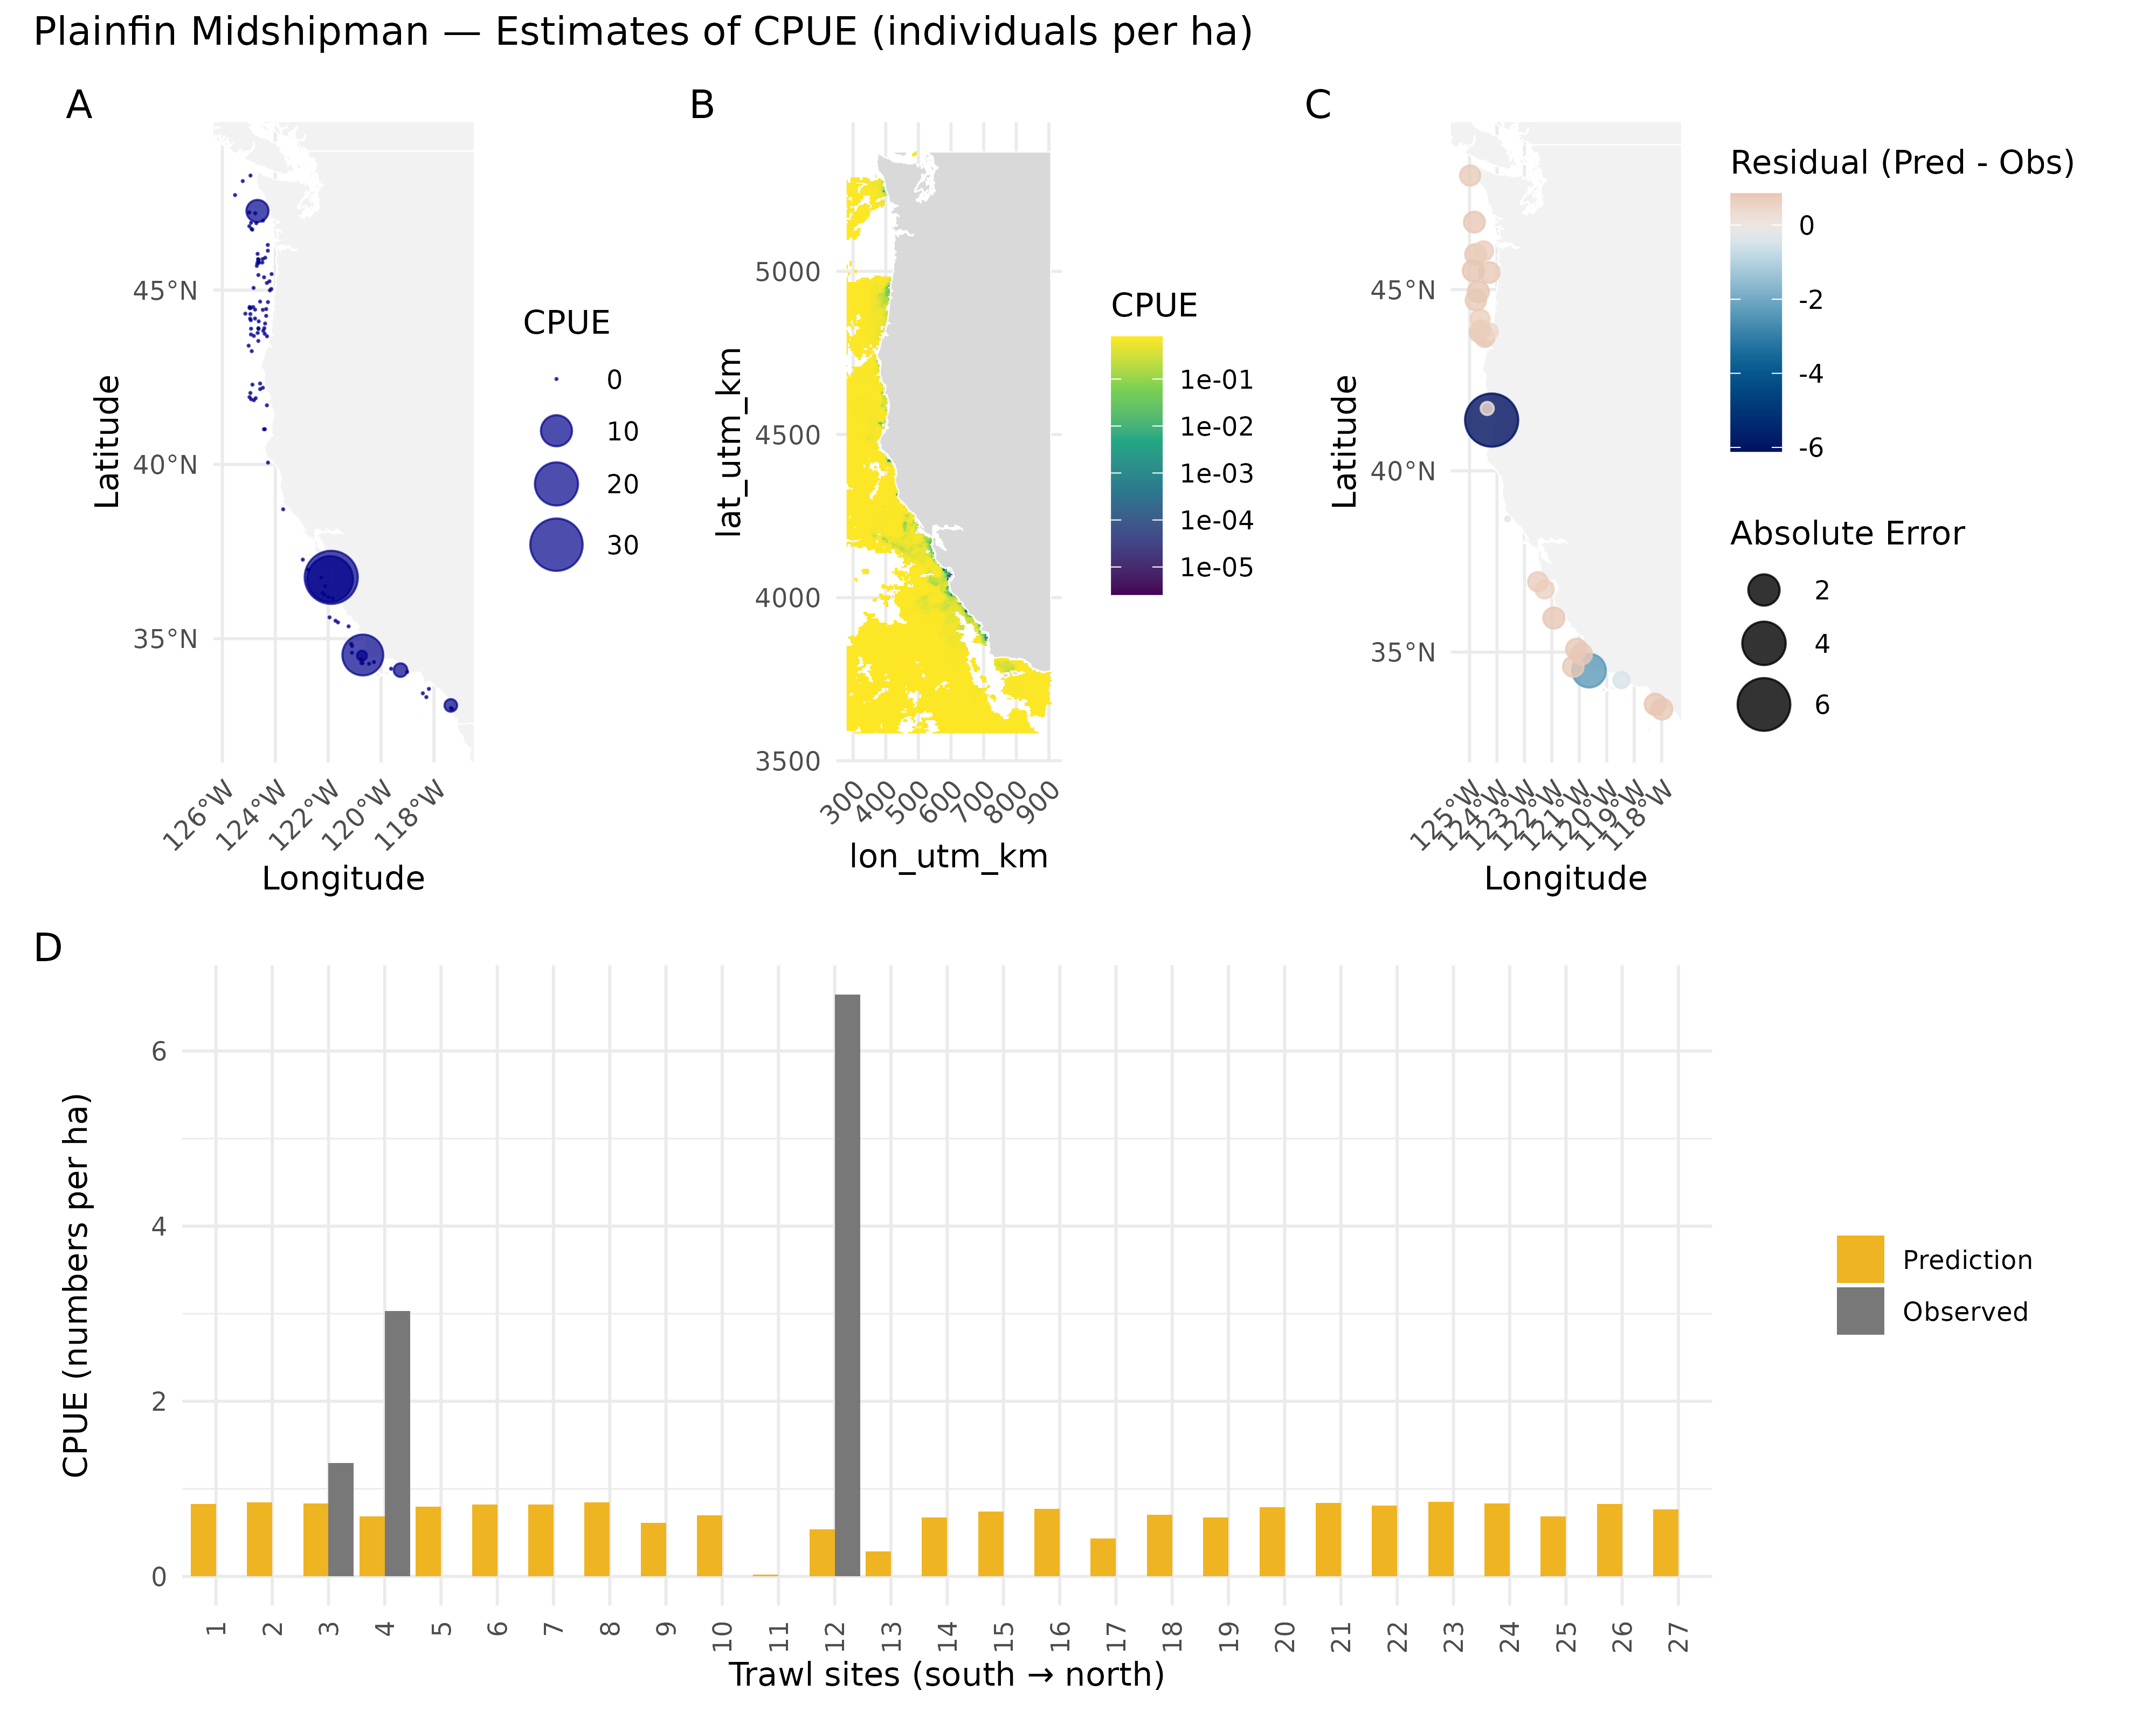 Plainfin Midshipman — Estimates of CPUE (individuals per ha)
A
Latitude
45°N
40°N
35°N
126°W
124°W
122°W
120°W
118°W
Longitude
CPUE
0
10
20
30
B
lat_utm_km
5000
4500
4000
3500
300
400
500
600
700
800
900
lon_utm_km
CPUE
1e-01
1e-02
1e-03
1e-04
1e-05
C
Latitude
45°N
40°N
35°N
125°W
124°W
123°W
122°W
121°W
120°W
119°W
118°W
Longitude
Residual (Pred - Obs)
0
-2
-4
-6
Absolute Error
2
4
6
D
CPUE (numbers per ha)
6
4
2
0
1
2
3
4
5
6
7
8
9
10
11
12
13
14
15
16
17
18
19
20
21
22
23
24
25
26
27
Trawl sites (south → north)
Prediction
Observed